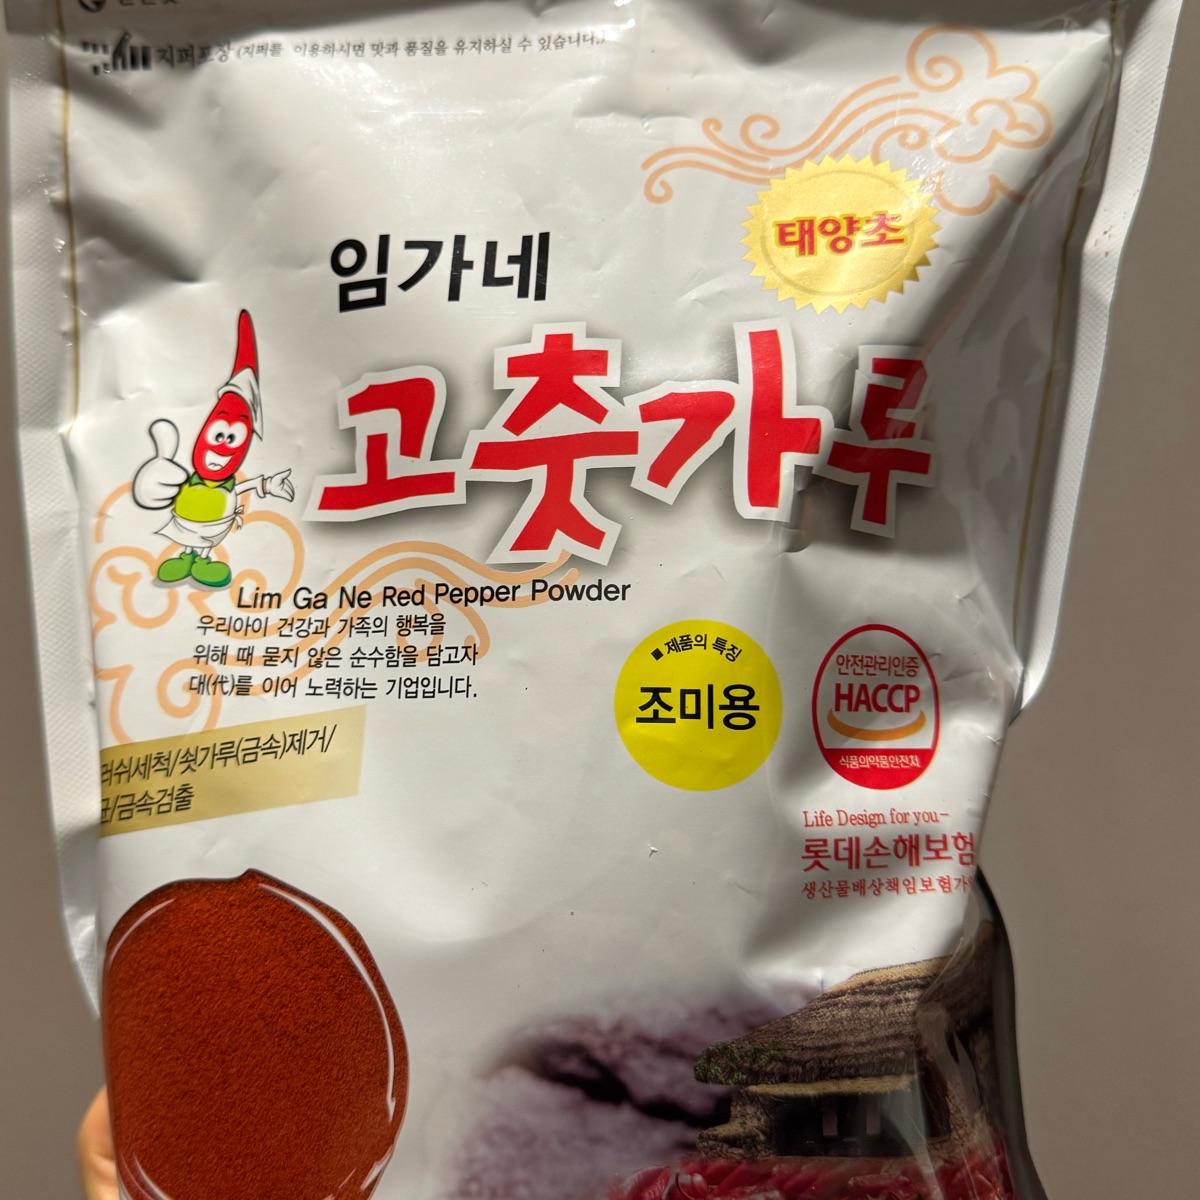 지퍼포장 (지퍼를 이용하시면 맛과 품질을 유지하실 수 있습니다.)
태양초
임가네
고춧가루
Lim Ga Ne Red Pepper Powder
우리아이 건강과 가족의 행복을
위해 때 묻지 않은 순수함을 담고자
대(代)를 이어 노력하는 기업입니다.
■ 제품의 특징
조미용
안전관리인증
HACCP
식품의약품안전처
러쉬세척/쇳가루(금속)제거/
균/금속검출
Life Design for you-
롯데손해보험
생산물배상책임보험가